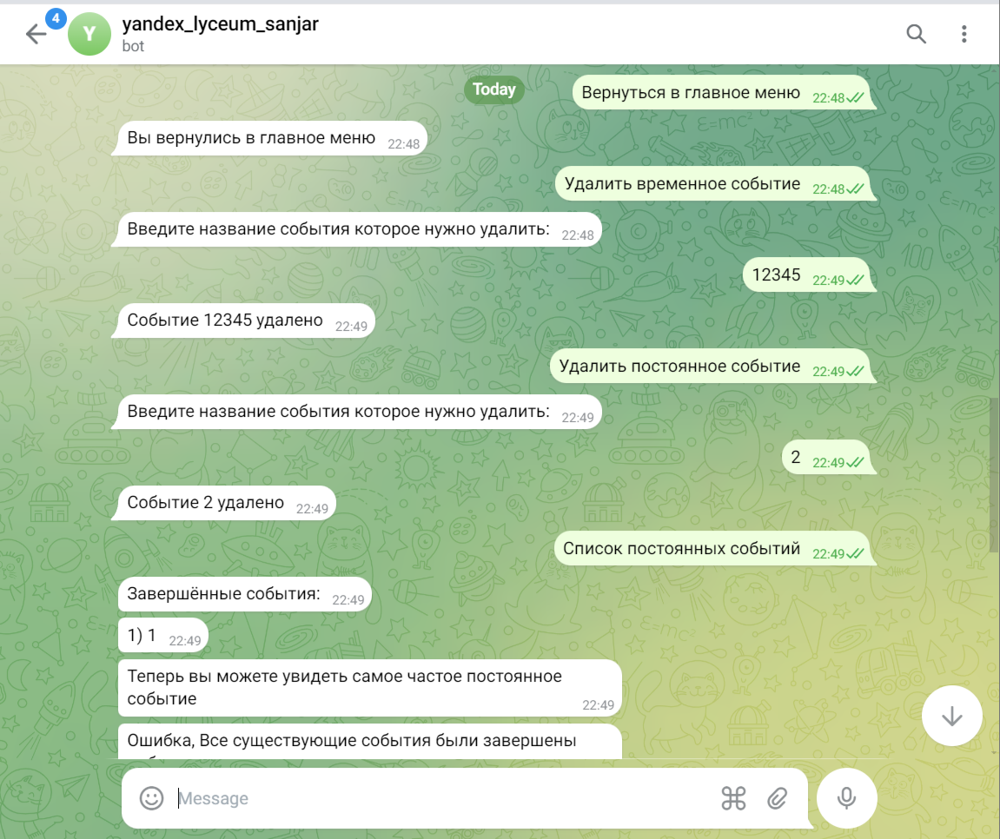 4
Y
yandex_lyceum_sanjar
bot
Today
Вернуться в главное меню 22:48
Вы вернулись в главное меню 22:48
Удалить временное событие 22:48
Введите название события которое нужно удалить: 22:48
12345 22:49
Событие 12345 удалено 22:49
Удалить постоянное событие 22:49
Введите название события которое нужно удалить: 22:49
2 22:49
Событие 2 удалено 22:49
Список постоянных событий 22:49
Завершённые события: 22:49
1) 1 22:49
Теперь вы можете увидеть самое частое постоянное
событие 22:49
Ошибка, Все существующие события были завершены
Message